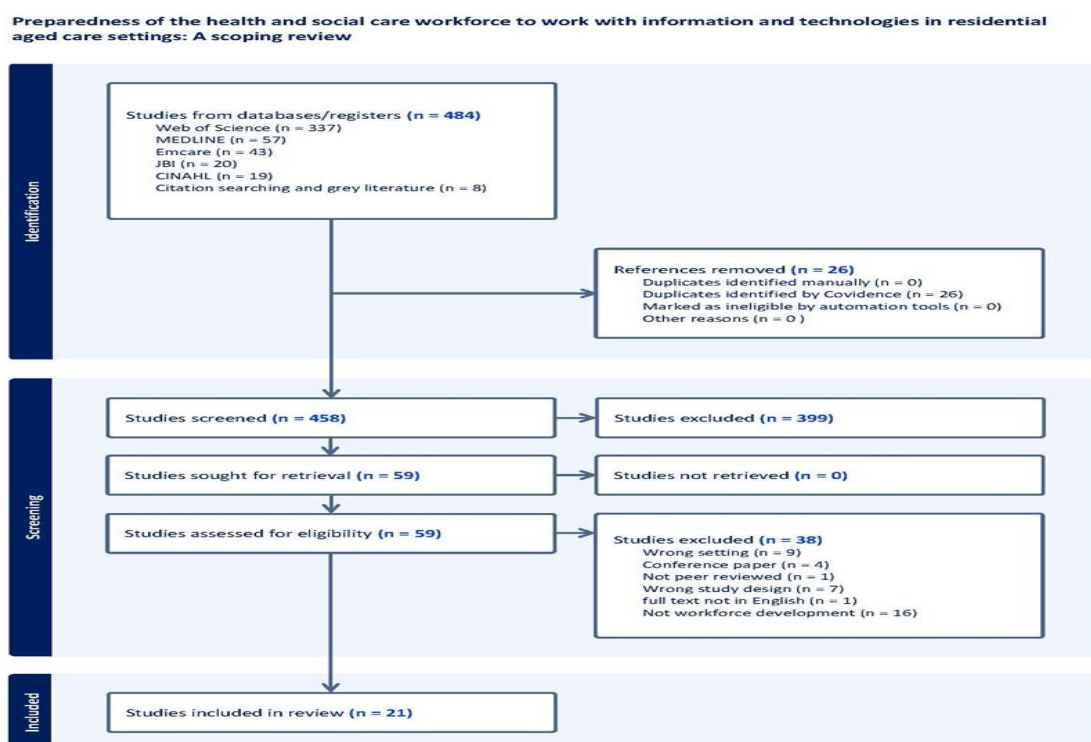 Preparedness of the health and social care workforce to work with information and technologies in residential
aged care settings: A scoping review
Identification
Studies from databases/registers (n = 484)
Web of Science (n = 337)
MEDLINE (n = 57)
Emcare (n = 43)
JBI (n = 20)
CINAHL (n = 19)
Citation searching and grey literature (n = 8)
References removed (n = 26)
Duplicates identified manually (n = 0)
Duplicates identified by Covidence (n = 26)
Marked as ineligible by automation tools (n = 0)
Other reasons (n = 0 )
Screening
Studies screened (n = 458)
Studies excluded (n = 399)
Studies sought for retrieval (n = 59)
Studies not retrieved (n = 0)
Studies assessed for eligibility (n = 59)
Studies excluded (n = 38)
Wrong setting (n = 9)
Conference paper (n = 4)
Not peer reviewed (n = 1)
Wrong study design (n = 7)
full text not in English (n = 1)
Not workforce development (n = 16)
Included
Studies included in review (n = 21)